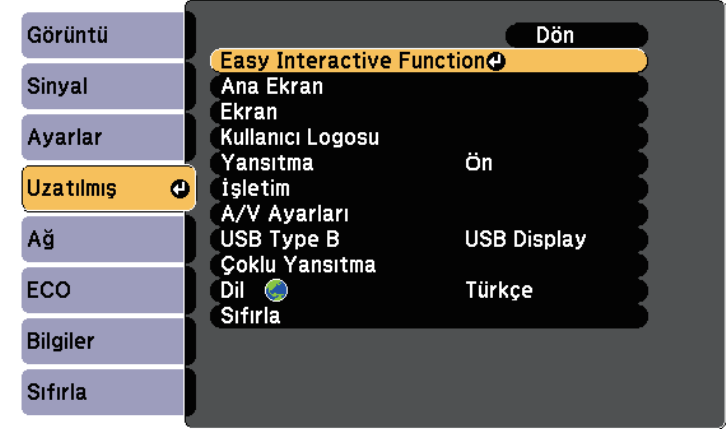 Görüntü
Sinyal
Ayarlar
Uzatılmış
Ağ
ECO
Bilgiler
Sıfırla
Dön
Easy Interactive Function
Ana Ekran
Ekran
Kullanıcı Logosu
Yansıtma Ön
İşletim
A/V Ayarları
USB Type B USB Display
Çoklu Yansıtma
Dil Türkçe
Sıfırla